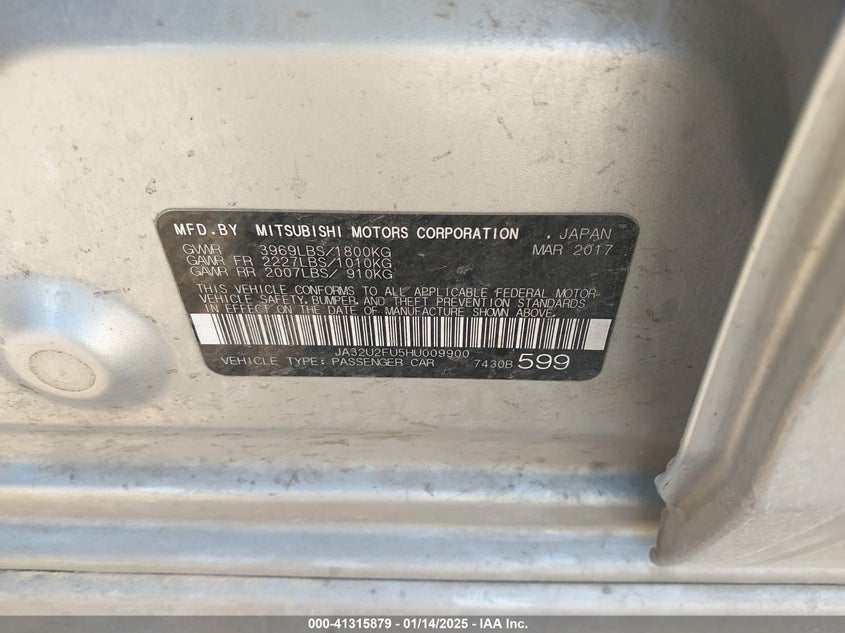 MFD.BY MITSUBISHI MOTORS CORPORATION , JAPAN
GVWR 3969LBS/1800KG MAR 2017
GAWR FR 2227LBS/1010KG
GAWR RR 2007LBS/ 910KG
THIS VEHICLE CONFORMS TO ALL APPLICABLE FEDERAL MOTOR
VEHICLE SAFETY, BUMPER, AND THEFT PREVENTION STANDARDS
IN EFFECT ON THE DATE OF MANUFACTURE SHOWN ABOVE.
JA32U2FU5HU009900
VEHICLE TYPE: PASSENGER CAR 7430B 599
000-41315879 - 01/14/2025 - IAA Inc.